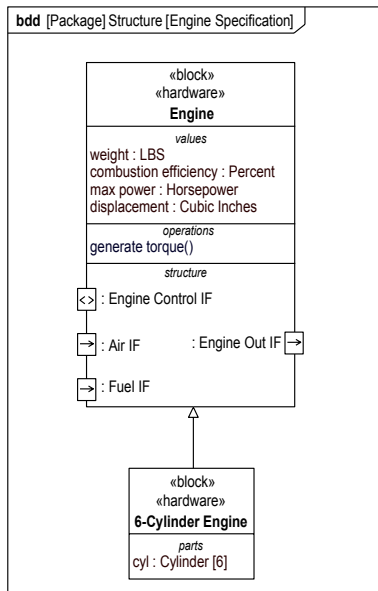 bdd [Package] Structure [Engine Specification]
«block»
«hardware»
Engine
values
weight : LBS
combustion efficiency : Percent
max power : Horsepower
displacement : Cubic Inches
operations
generate torque()
structure
<> : Engine Control IF
: Air IF
: Engine Out IF
: Fuel IF
«block»
«hardware»
6-Cylinder Engine
parts
cyl : Cylinder [6]